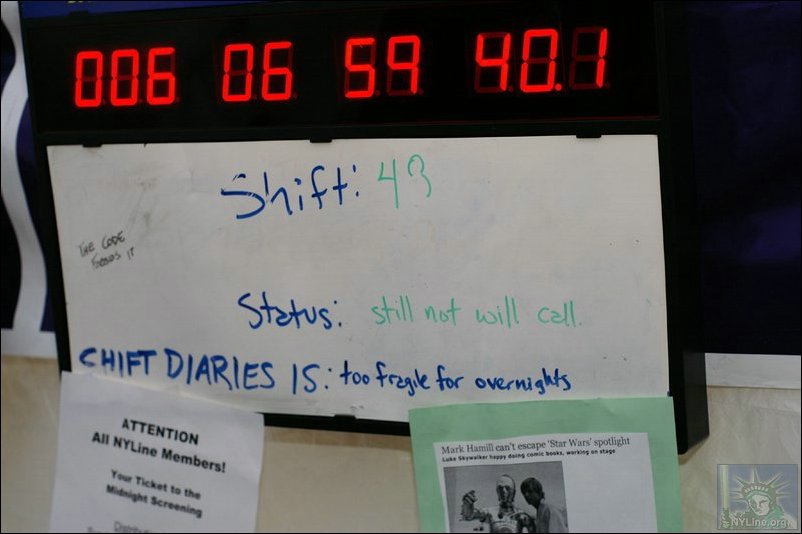 006 06 59 40.1
Shift: 43
THE CODE
FORBIDS IT
Status: still not will call.
SHIFT DIARIES IS: too fragile for overnights
ATTENTION
All NYLine Members!
Your Ticket to the
Midnight Screening
Mark Hamill can't escape 'Star Wars' spotlight
Luke Skywalker happy doing comic books, working on stage
NYLine.org